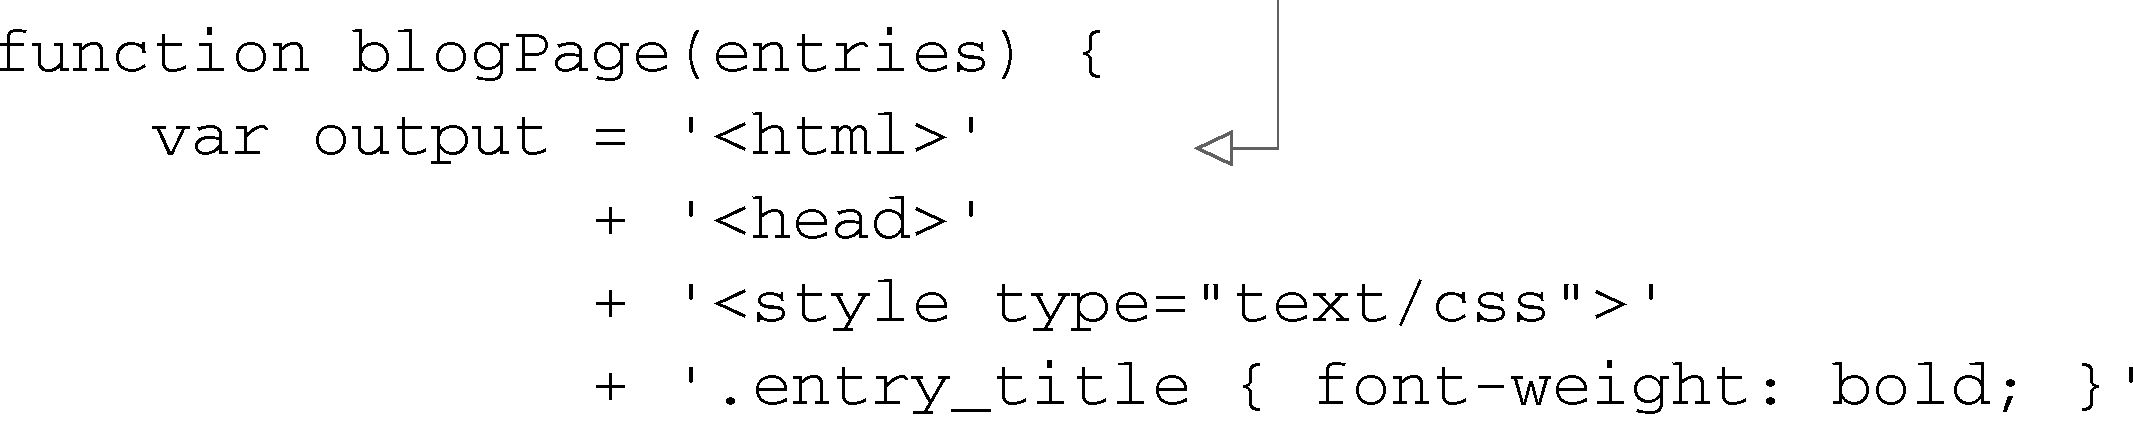 function blogPage(entries) {
    var output = '<html>'
               + '<head>'
               + '<style type="text/css">'
               + '.entry_title { font-weight: bold; }'